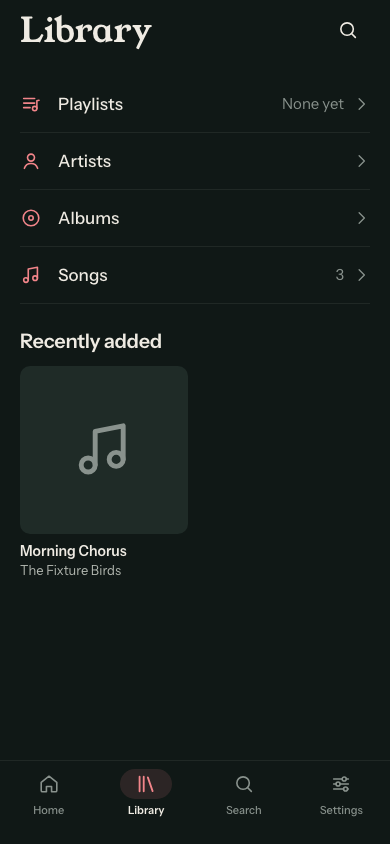 Library
Playlists None yet
Artists
Albums
Songs 3
Recently added
Morning Chorus
The Fixture Birds
Home Library Search Settings